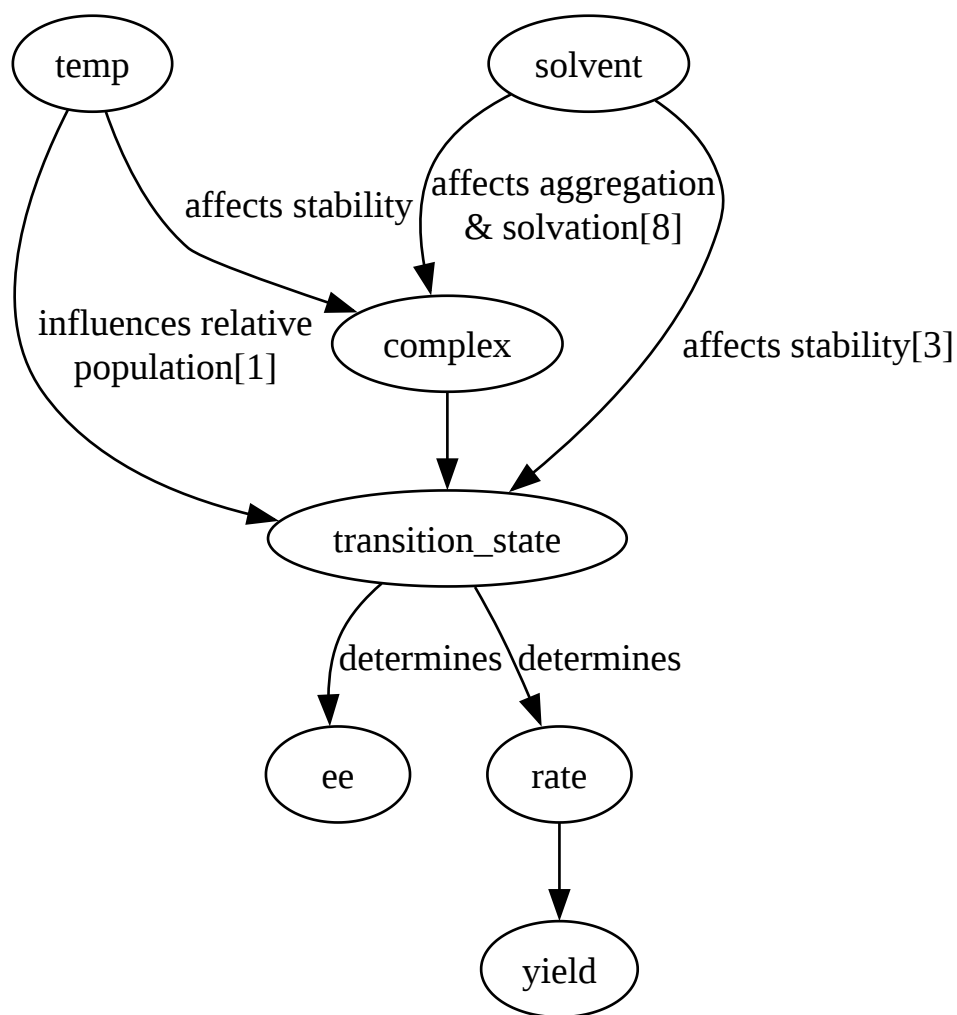 temp
solvent
affects stability
affects aggregation
& solvation[8]
influences relative
population[1]
complex
affects stability[3]
transition_state
determines
determines
ee
rate
yield